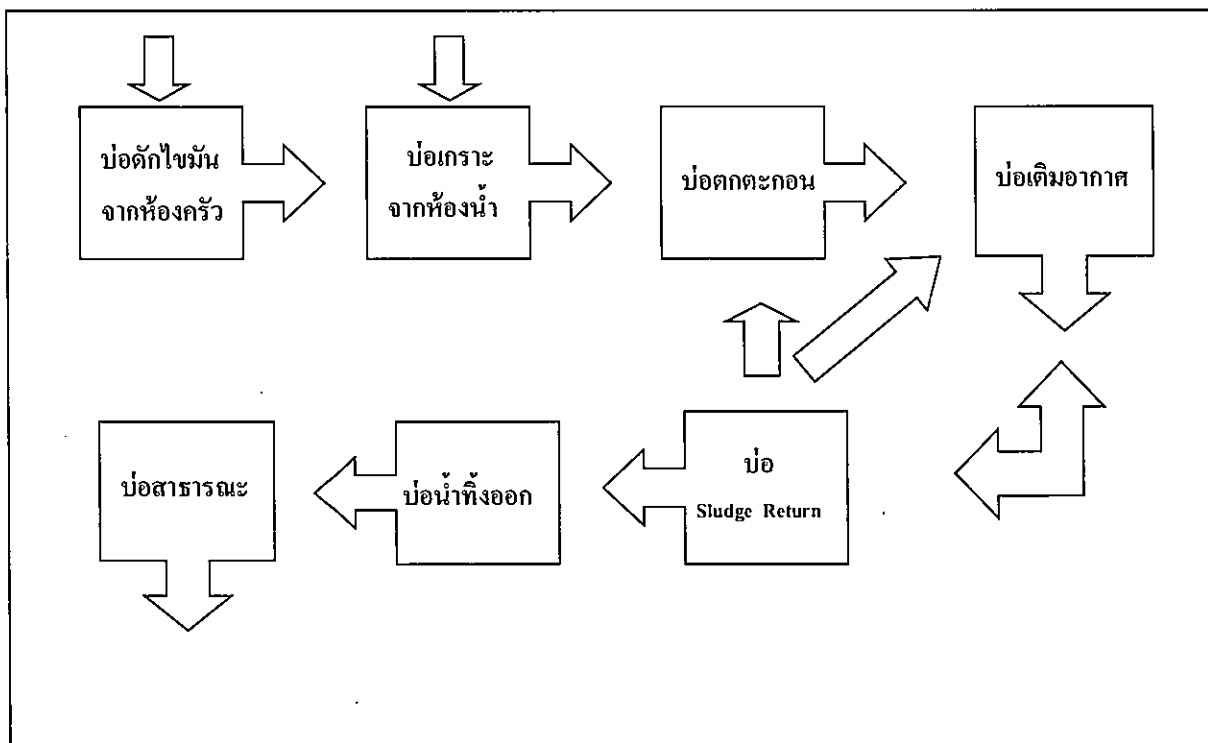 บ่อดักไขมัน
จากห้องครัว
บ่อเกราะ
จากห้องน้ำ
บ่อตกตะกอน
บ่อเติมอากาศ
บ่อสาธารณะ
บ่อน้ำทิ้งออก
บ่อ
Sludge Return